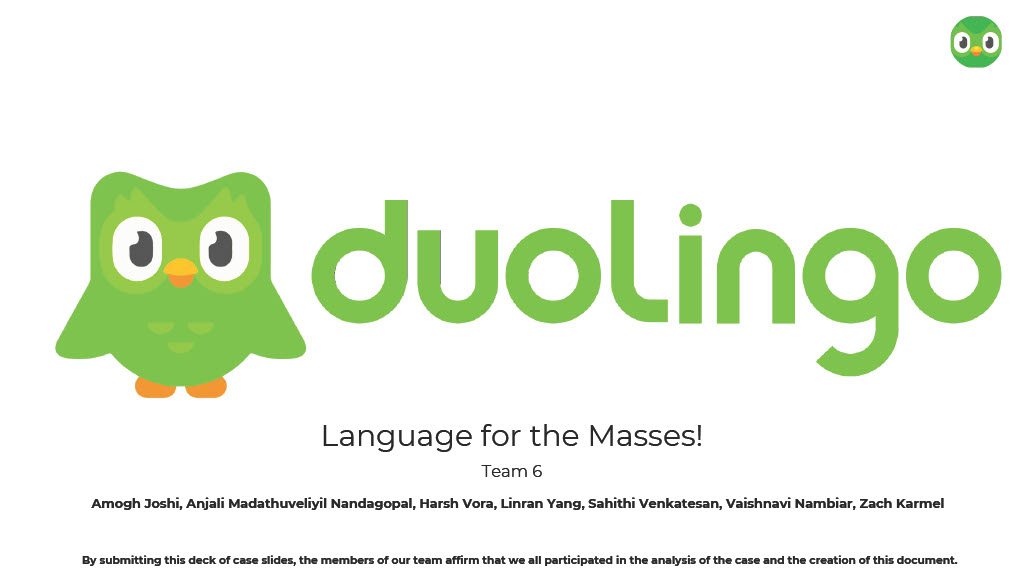 duolingo
Language for the Masses!
Team 6
Amogh Joshi, Anjali Madathuveliyil Nandagopal, Harsh Vora, Linran Yang, Sahithi Venkatesan, Vaishnavi Nambiar, Zach Karmel
By submitting this deck of case slides, the members of our team affirm that we all participated in the analysis of the case and the creation of this document.